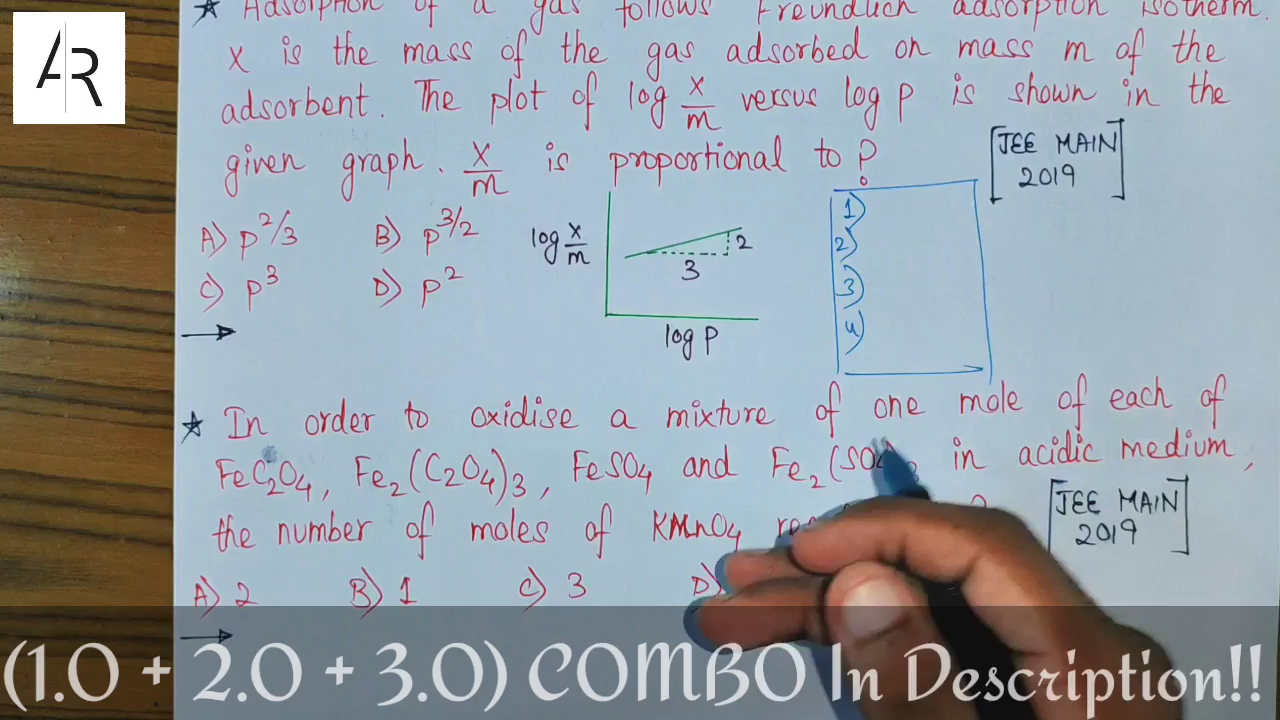 AR
★ Adsorption of a gas follows Freundlich adsorption isotherm.
x is the mass of the gas adsorbed on mass m of the
adsorbent. The plot of log x/m versus log p is shown in the
given graph. x/m is proportional to ?
[JEE MAIN 2019]
A) p^2/3 B) p^3/2
C) p^3 D) p^2
log x/m
2
3
log P
1)
2)
3)
4)
★ In order to oxidise a mixture of one mole of each of
FeC2O4, Fe2(C2O4)3, FeSO4 and Fe2(SO4) in acidic medium,
the number of moles of KMnO4 ?
[JEE MAIN 2019]
A) 2 B) 1 C) 3 D)
(1.0 + 2.0 + 3.0) COMBO In Description!!